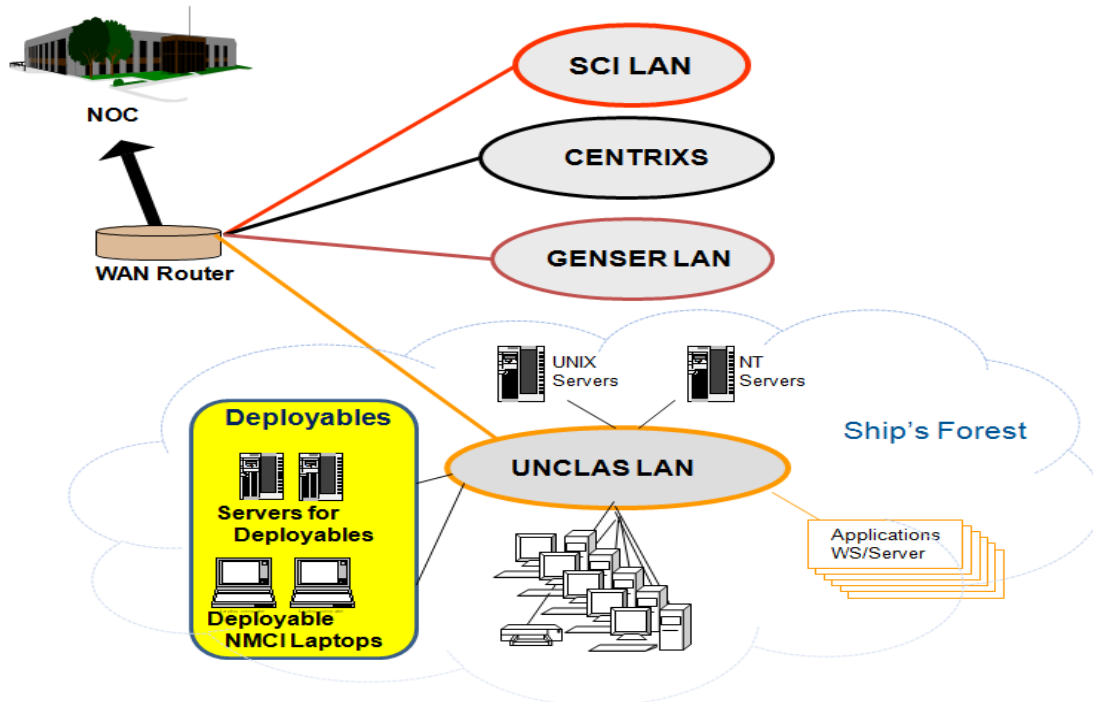 SCI LAN
NOC
CENTRIXS
WAN Router
GENSER LAN
UNIX
Servers
NT
Servers
Deployables
Ship's Forest
UNCLAS LAN
Servers for
Deployables
Applications
WS/Server
Deployable
NMCI Laptops